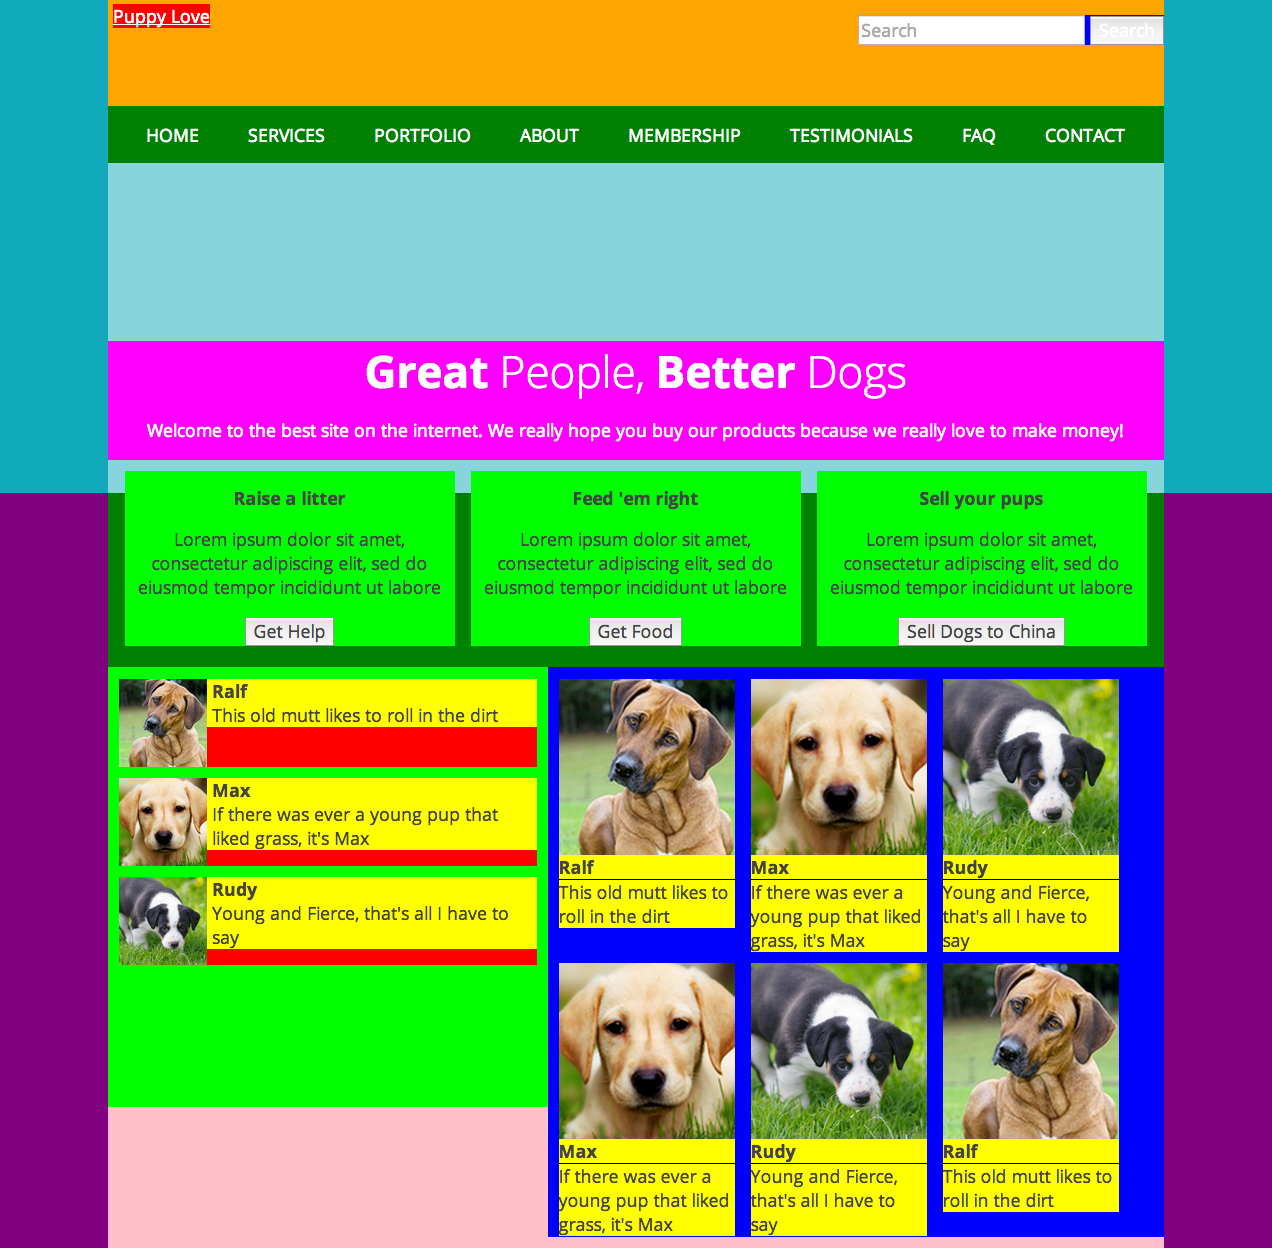 Puppy Love
Search Search
HOME SERVICES PORTFOLIO ABOUT MEMBERSHIP TESTIMONIALS FAQ CONTACT
Great People, Better Dogs
Welcome to the best site on the internet. We really hope you buy our products because we really love to make money!
Raise a litter
Lorem ipsum dolor sit amet,
consectetur adipiscing elit, sed do
eiusmod tempor incididunt ut labore
Get Help
Feed 'em right
Lorem ipsum dolor sit amet,
consectetur adipiscing elit, sed do
eiusmod tempor incididunt ut labore
Get Food
Sell your pups
Lorem ipsum dolor sit amet,
consectetur adipiscing elit, sed do
eiusmod tempor incididunt ut labore
Sell Dogs to China
Ralf
This old mutt likes to roll in the dirt
Max
If there was ever a young pup that
liked grass, it's Max
Rudy
Young and Fierce, that's all I have to
say
Ralf
This old mutt likes to
roll in the dirt
Max
If there was ever a
young pup that liked
grass, it's Max
Rudy
Young and Fierce,
that's all I have to
say
Max
If there was ever a
young pup that liked
grass, it's Max
Rudy
Young and Fierce,
that's all I have to
say
Ralf
This old mutt likes to
roll in the dirt